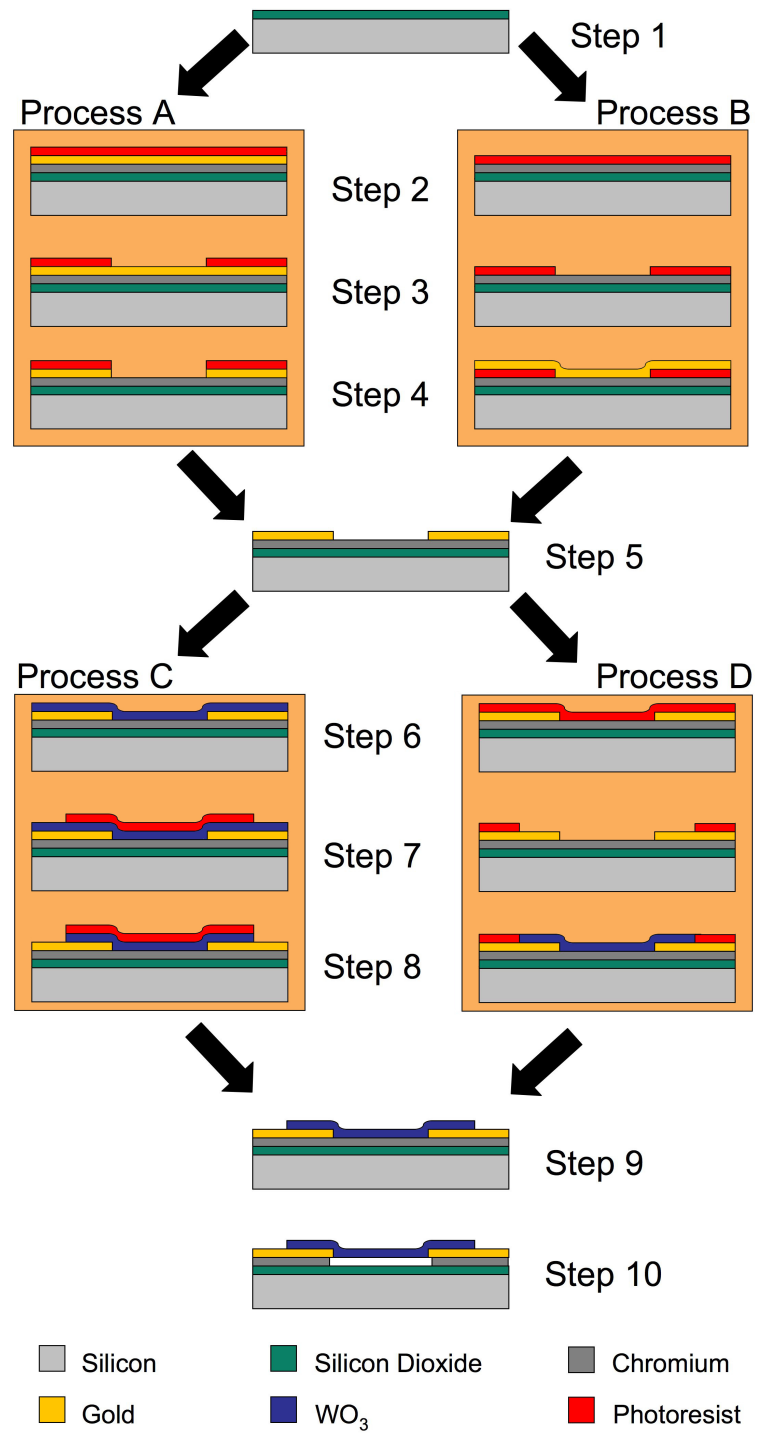 Step 1
Process A
Process B
Step 2
Step 3
Step 4
Step 5
Process C
Process D
Step 6
Step 7
Step 8
Step 9
Step 10
Silicon
Silicon Dioxide
Chromium
Gold
WO₃
Photoresist